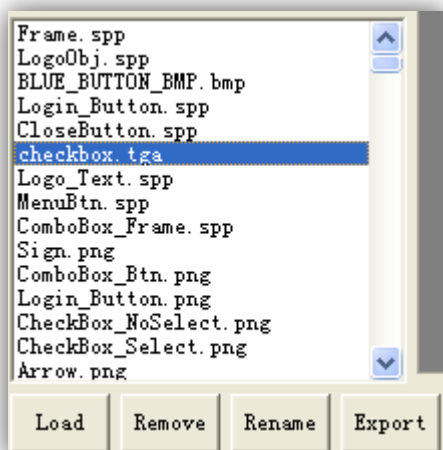 Frame.spp
LogoObj.spp
BLUE_BUTTON_BMP.bmp
Login_Button.spp
CloseButton.spp
checkbox.tga
Logo_Text.spp
MenuBtn.spp
ComboBox_Frame.spp
Sign.png
ComboBox_Btn.png
Login_Button.png
CheckBox_NoSelect.png
CheckBox_Select.png
Arrow.png
Load Remove Rename Export